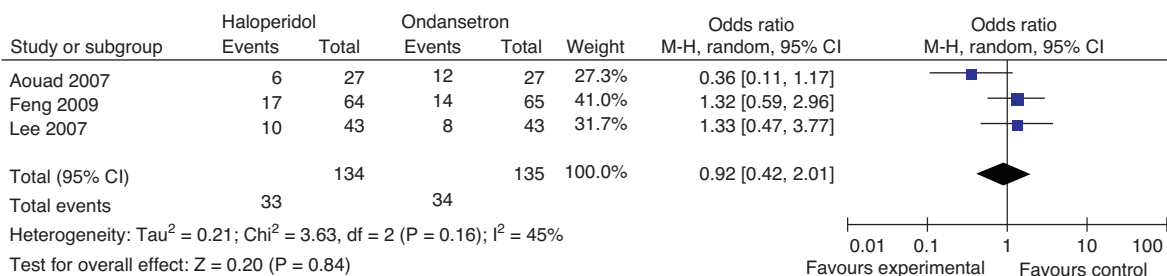 Haloperidol Ondansetron Odds ratio Odds ratio
Study or subgroup Events Total Events Total Weight M-H, random, 95% CI M-H, random, 95% CI
Aouad 2007 6 27 12 27 27.3% 0.36 [0.11, 1.17]
Feng 2009 17 64 14 65 41.0% 1.32 [0.59, 2.96]
Lee 2007 10 43 8 43 31.7% 1.33 [0.47, 3.77]
Total (95% CI) 134 135 100.0% 0.92 [0.42, 2.01]
Total events 33 34
Heterogeneity: Tau² = 0.21; Chi² = 3.63, df = 2 (P = 0.16); I² = 45%
Test for overall effect: Z = 0.20 (P = 0.84)
0.01 0.1 1 10 100
Favours experimental Favours control